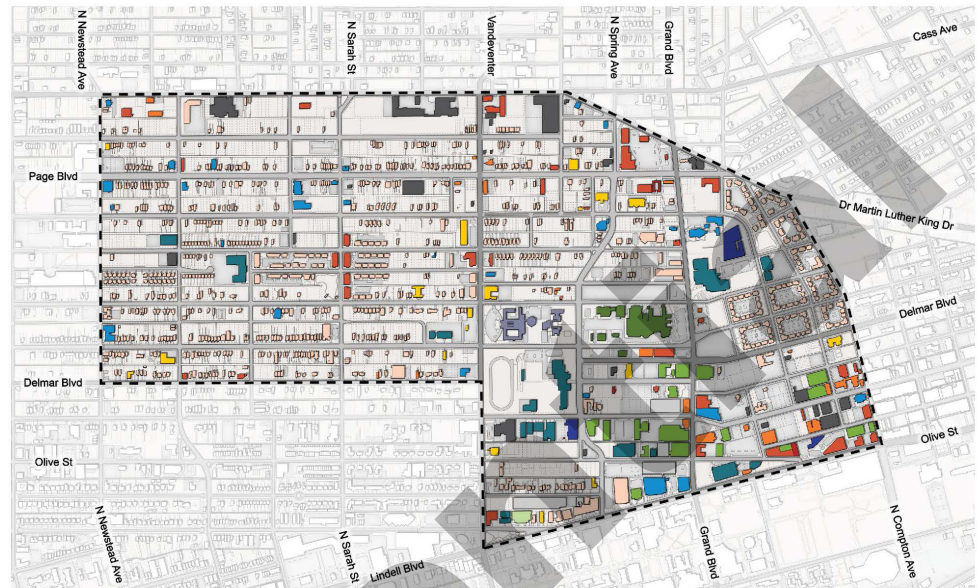 N Newstead Ave
N Sarah St
Vandeventer
N Spring Ave
Grand Blvd
Cass Ave
Page Blvd
Dr Martin Luther King Dr
Delmar Blvd
Delmar Blvd
Olive St
Olive St
N Newstead Ave
N Sarah St
Lindell Blvd
Grand Blvd
N Compton Ave